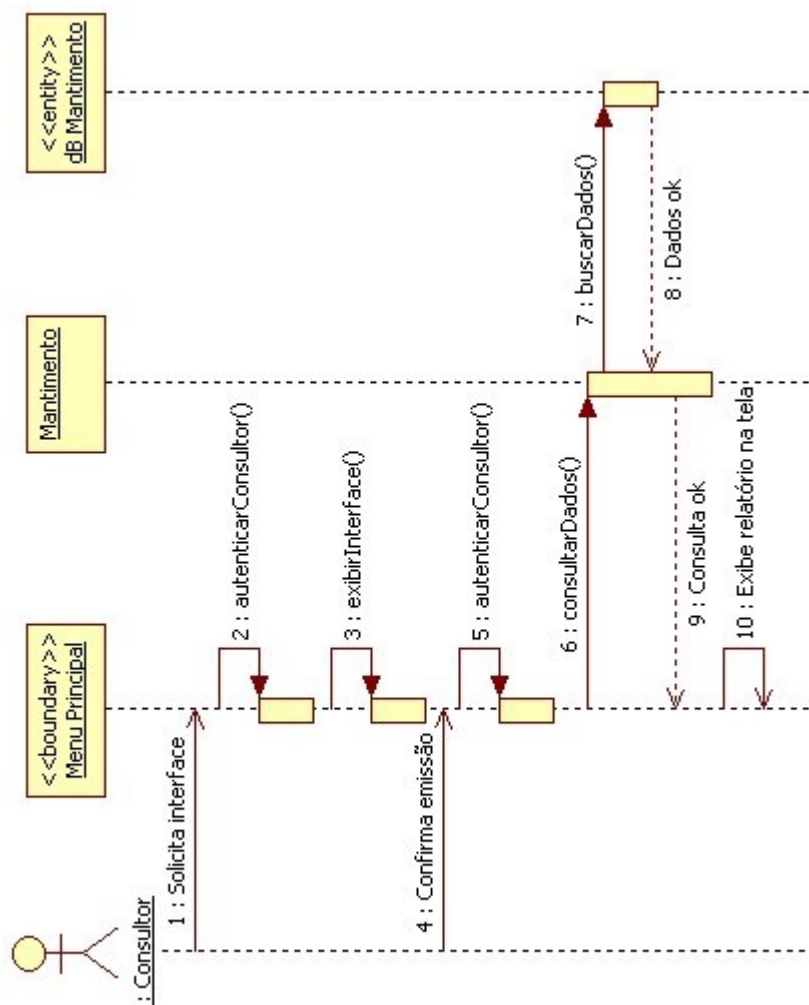 : Consultor
<<boundary>>
Menu Principal
Mantimento
<<entity>>
dB Mantimento
1 : Solicita interface
2 : autenticarConsultor()
3 : exibirInterface()
4 : Confirma emissão
5 : autenticarConsultor()
6 : consultarDados()
7 : buscarDados()
8 : Dados ok
9 : Consulta ok
10 : Exibe relatório na tela